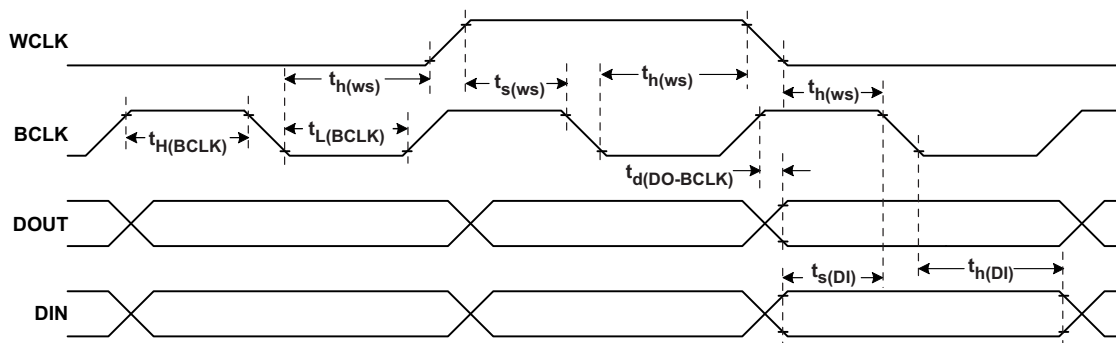 WCLK
t_h(ws)
t_s(ws)
t_h(ws)
t_h(ws)
BCLK
t_H(BCLK)
t_L(BCLK)
t_d(DO-BCLK)
DOUT
t_s(DI)
t_h(DI)
DIN